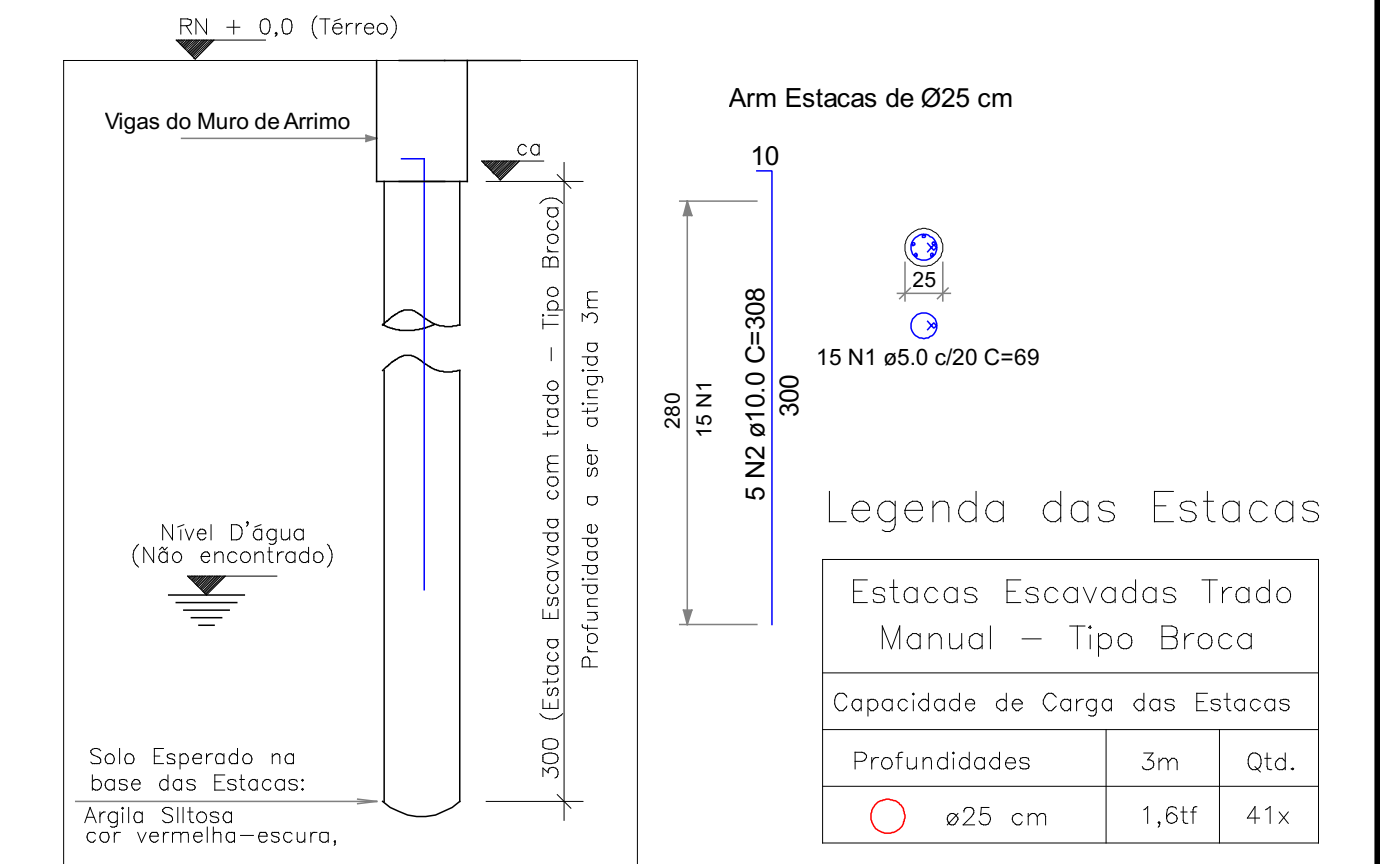 RN + 0,0 (Térreo)
Vigas do Muro de Arrimo
ca
300 (Estaca Escavada com trado - Tipo Broca)
Profundidade a ser atingida 3m
Nível D'água
(Não encontrado)
Solo Esperado na
base das Estacas:
Argila SIltosa
cor vermelha-escura,
Arm Estacas de Ø25 cm
10
280
15 N1
5 N2 ø10.0 C=308
300
25
15 N1 ø5.0 c/20 C=69
Legenda das Estacas
Estacas Escavadas Trado
Manual - Tipo Broca
Capacidade de Carga das Estacas
Profundidades 3m Qtd.
ø25 cm 1,6tf 41x